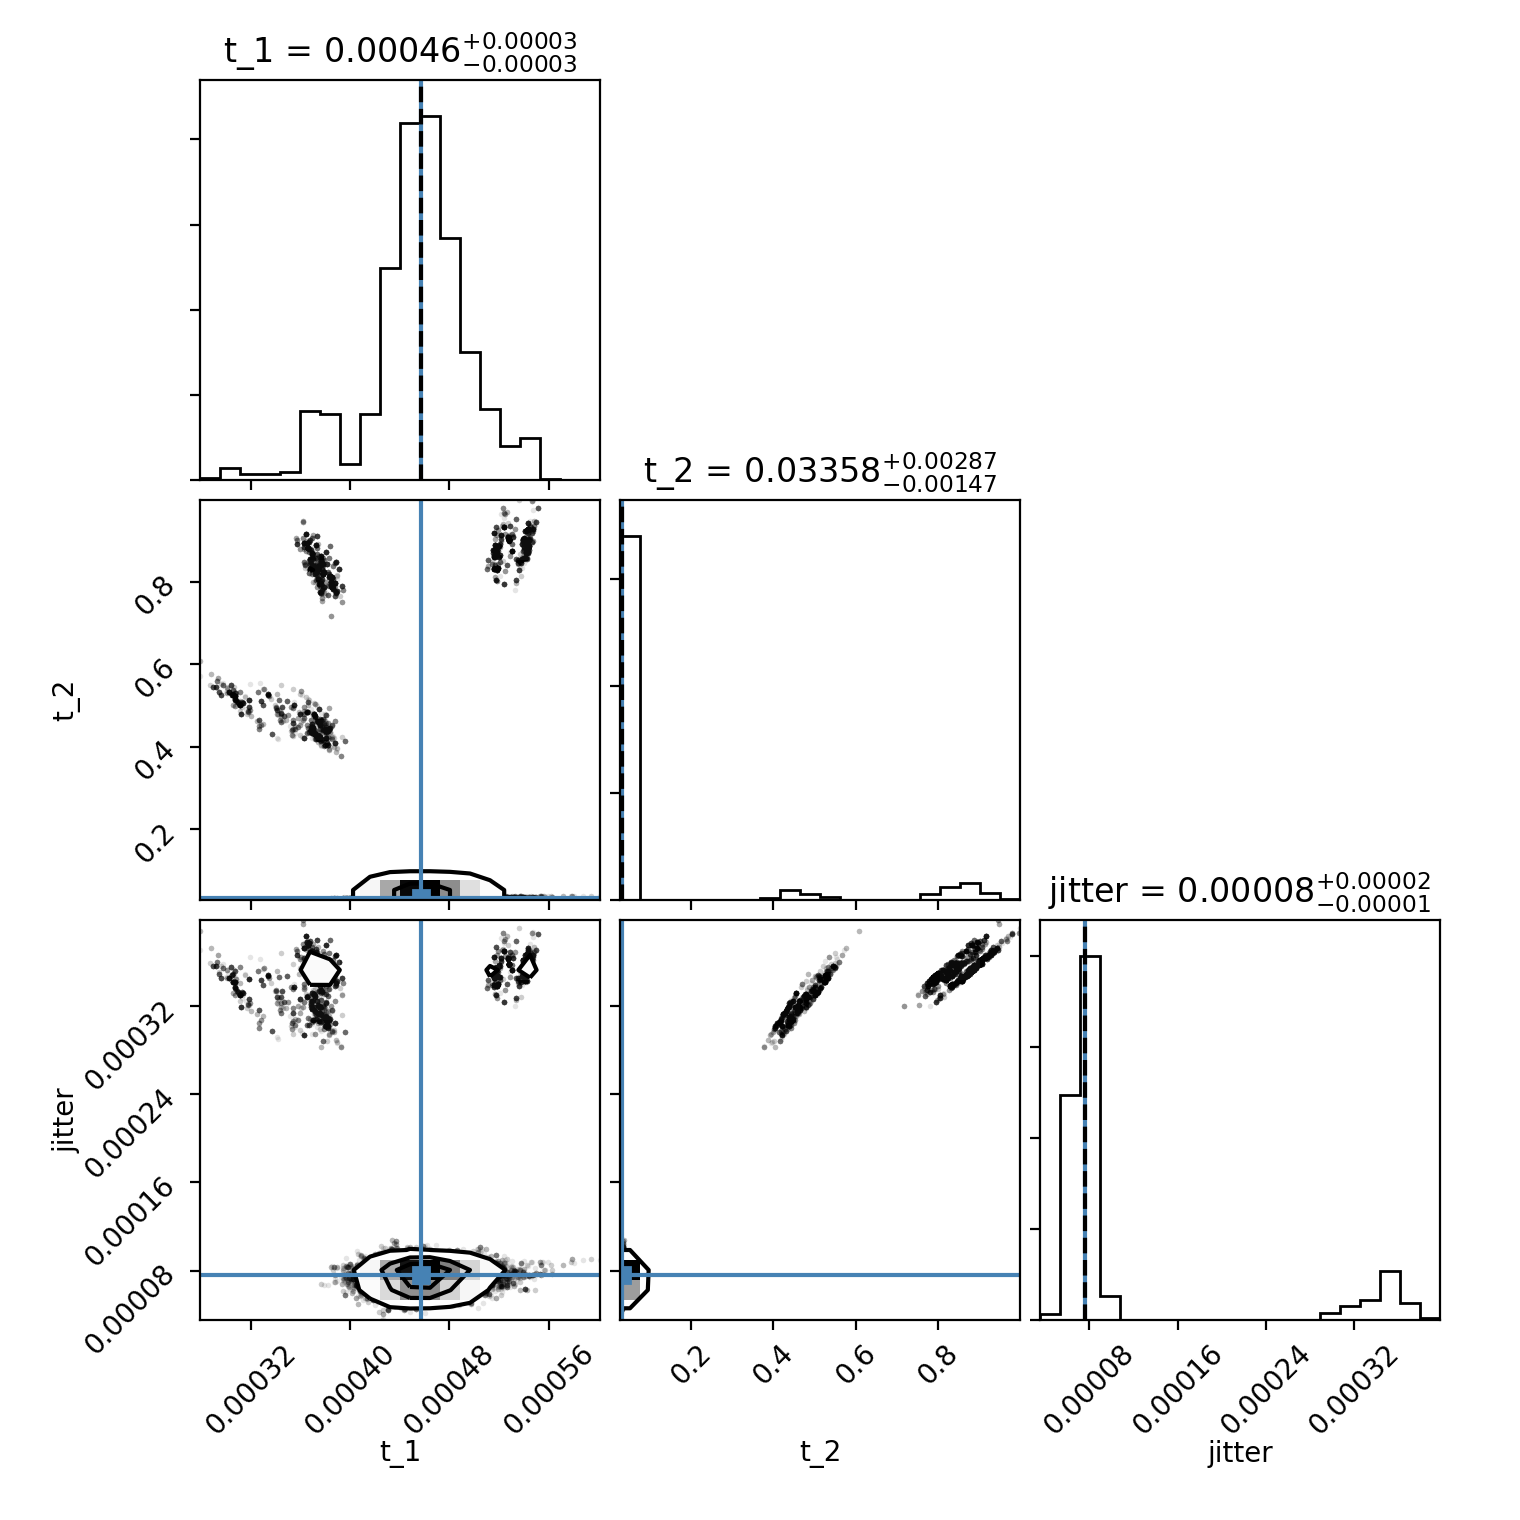 t_1 = 0.00046+0.00003−0.00003
t_2 = 0.03358+0.00287−0.00147
0.8
0.6
0.4
0.2
t_2
jitter = 0.00008+0.00002−0.00001
0.00032
0.00024
0.00016
0.00008
jitter
0.00032 0.00040 0.00048 0.00056
0.2 0.4 0.6 0.8
0.00008 0.00016 0.00024 0.00032
t_1 t_2 jitter